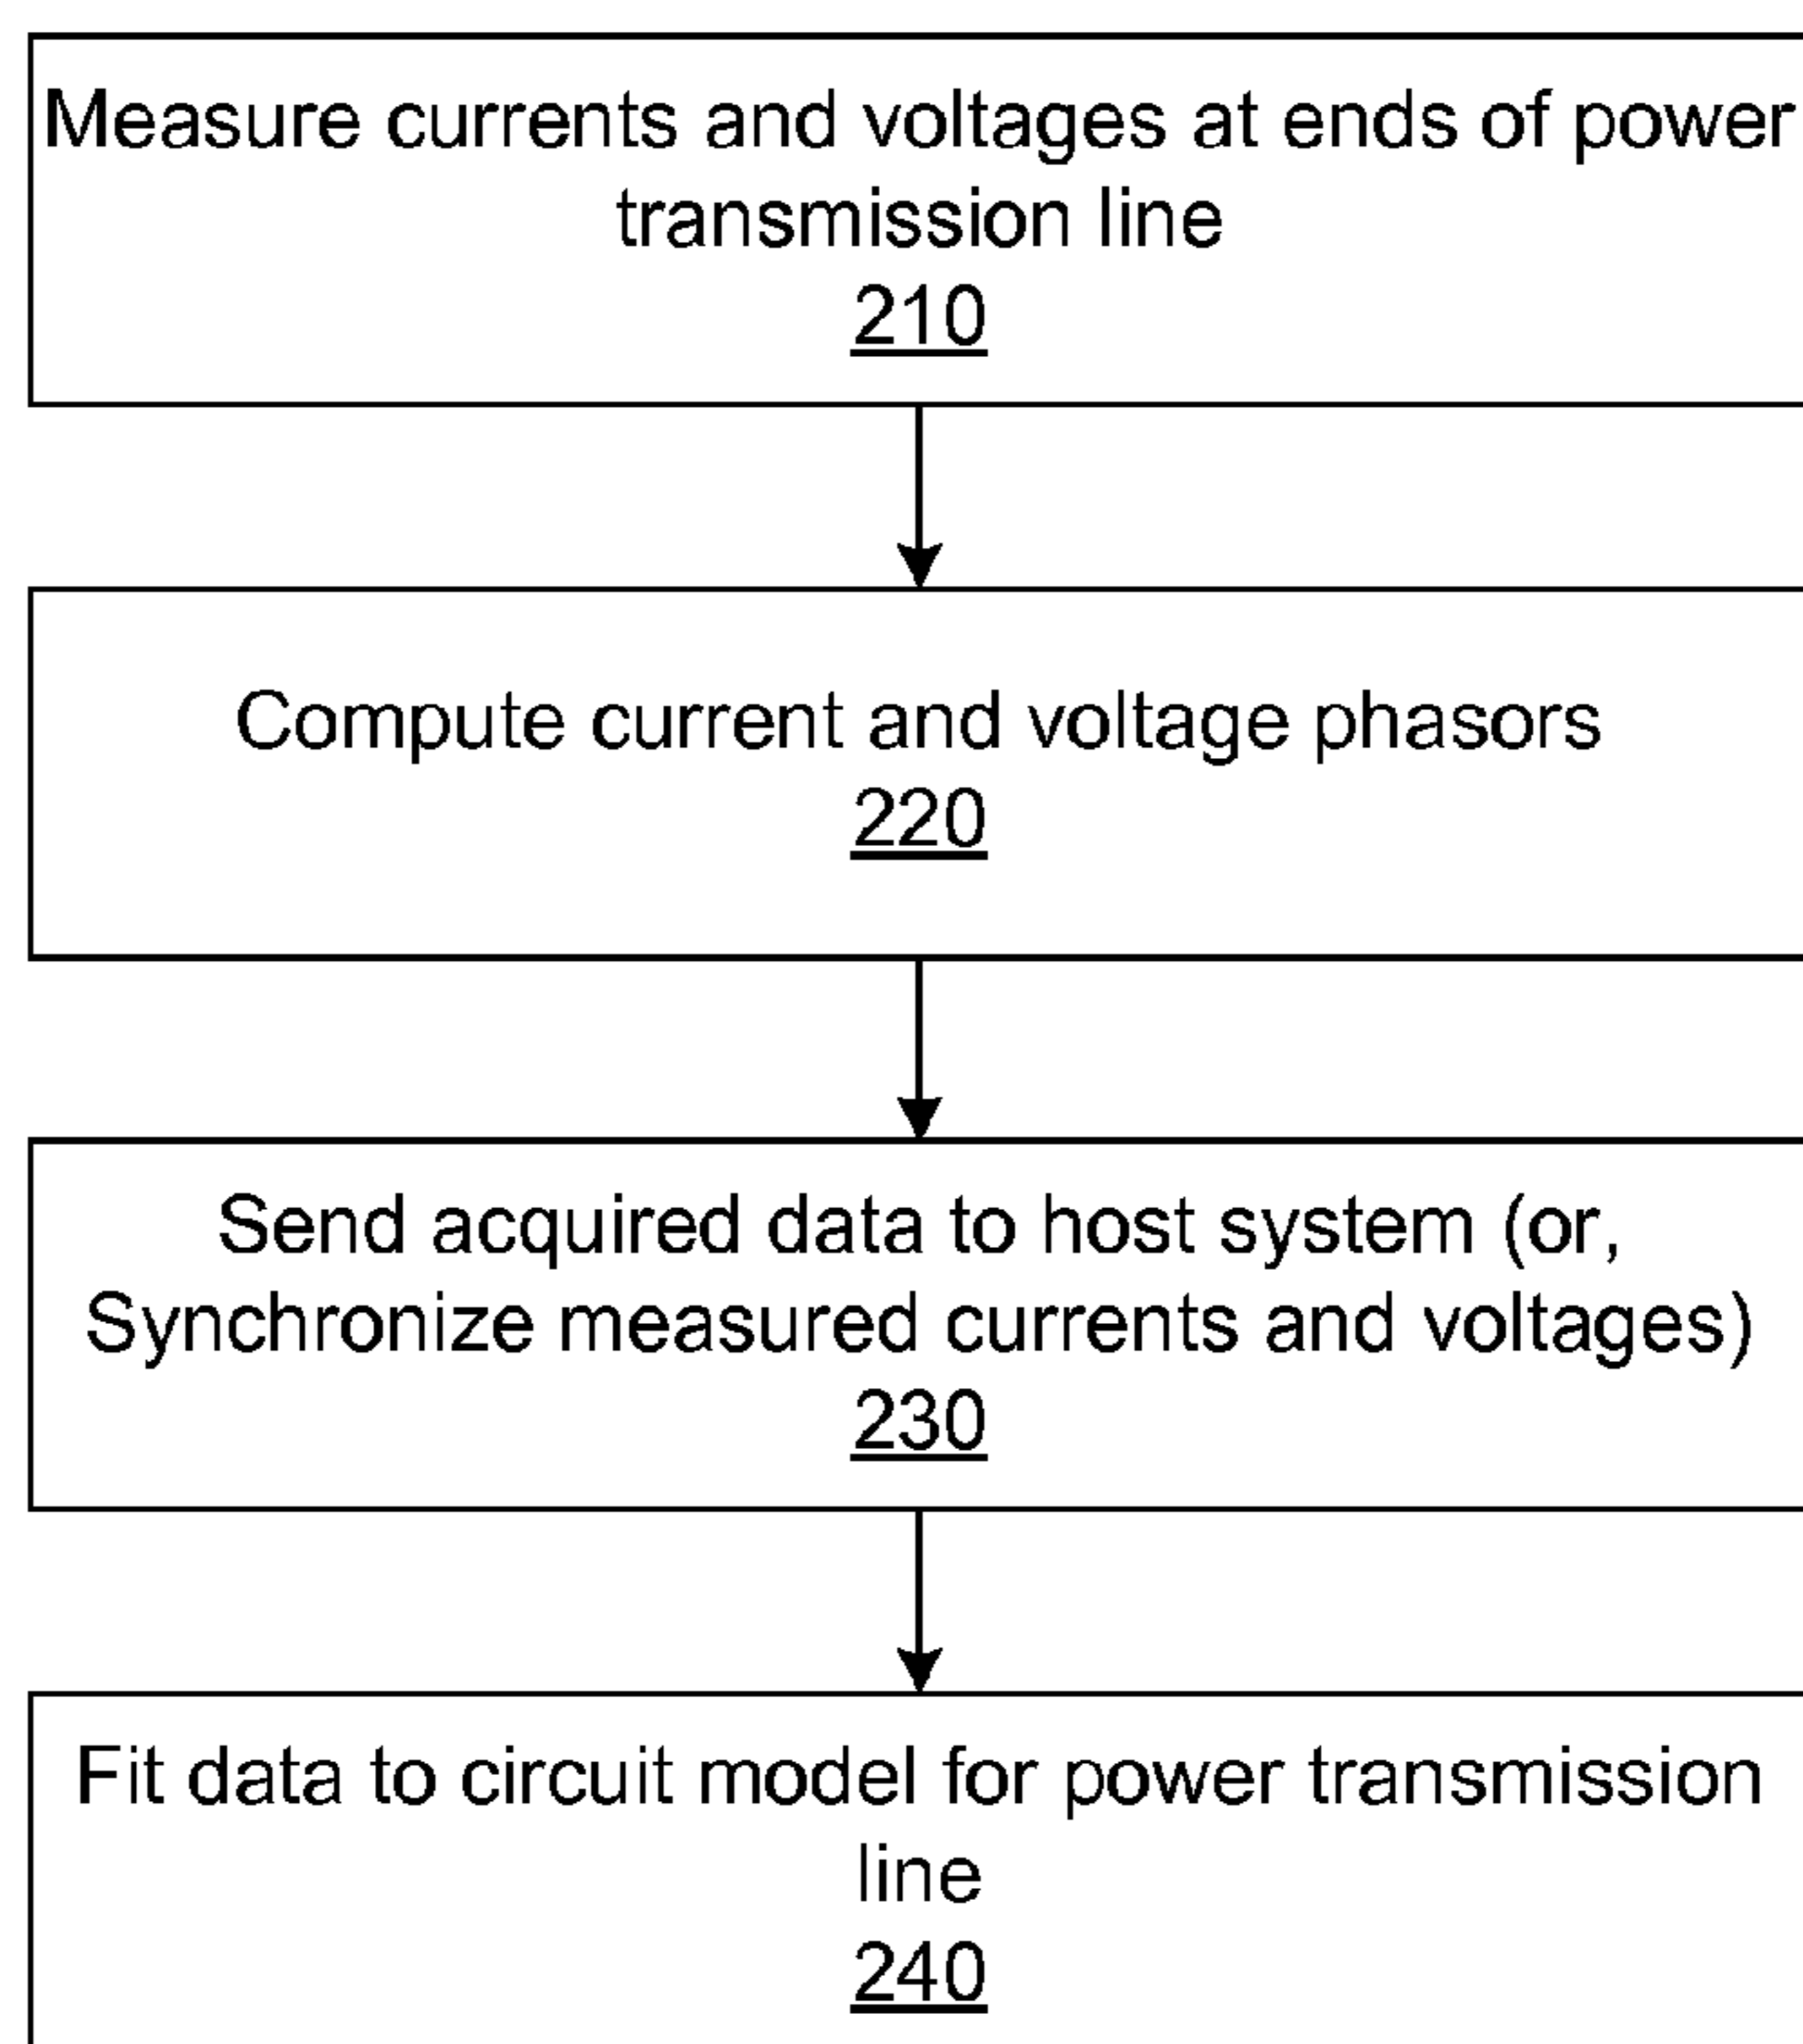 Measure currents and voltages at ends of power
transmission line
210
Compute current and voltage phasors
220
Send acquired data to host system (or,
Synchronize measured currents and voltages)
230
Fit data to circuit model for power transmission
line
240